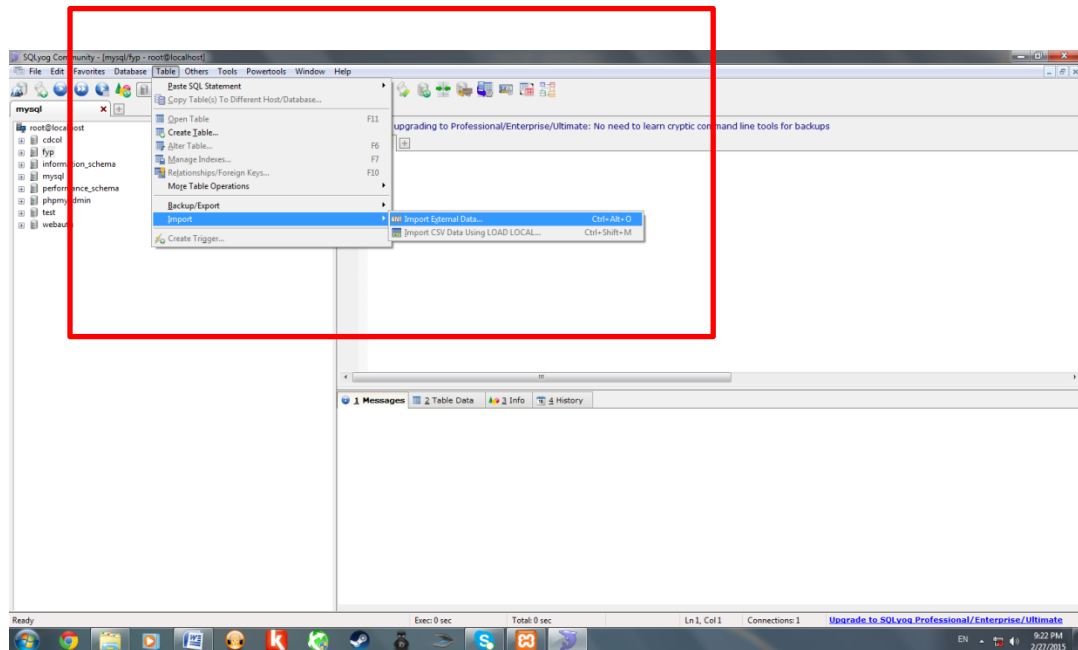 SQLyog Community - [mysql/fyp - root@localhost]
File Edit Favorites Database Table Others Tools Powertools Window Help
mysql
root@localhost
cdcol
fyp
information_schema
mysql
performance_schema
phpmyadmin
test
webauth
Paste SQL Statement
Copy Table(s) To Different Host/Database...
Open Table F11
Create Table...
Alter Table... F6
Manage Indexes... F7
Relationships/Foreign Keys... F10
More Table Operations
Backup/Export
Import
Create Trigger...
Import External Data... Ctrl+Alt+O
Import CSV Data Using LOAD LOCAL... Ctrl+Shift+M
upgrading to Professional/Enterprise/Ultimate: No need to learn cryptic command line tools for backups
1 Messages 2 Table Data 3 Info 4 History
Ready Exec: 0 sec Total: 0 sec Ln 1, Col 1 Connections: 1 Upgrade to SQLyog Professional/Enterprise/Ultimate
EN 9:22 PM
2/27/2015